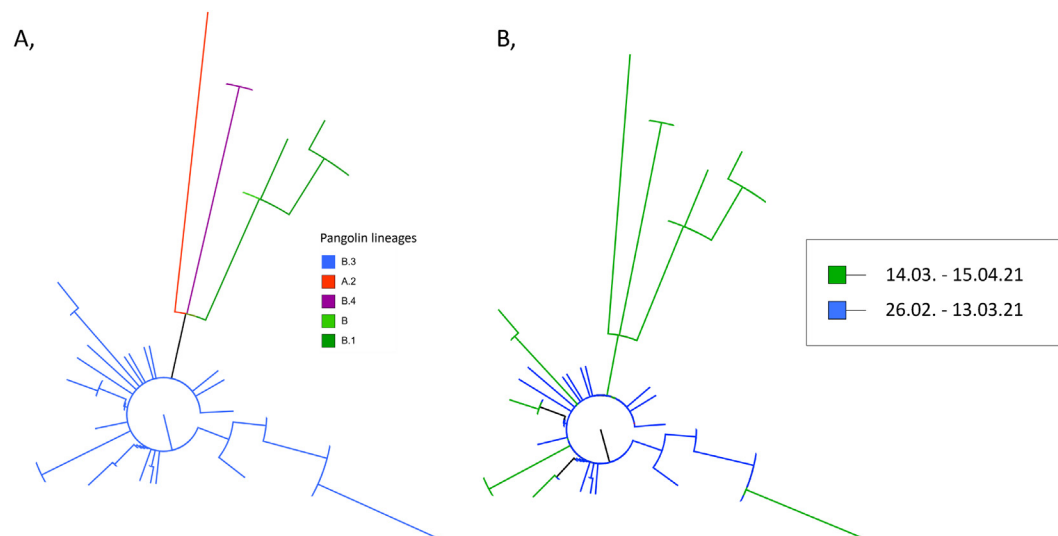 A,
B,
Pangolin lineages
B.3
A.2
B.4
B
B.1
14.03. - 15.04.21
26.02. - 13.03.21